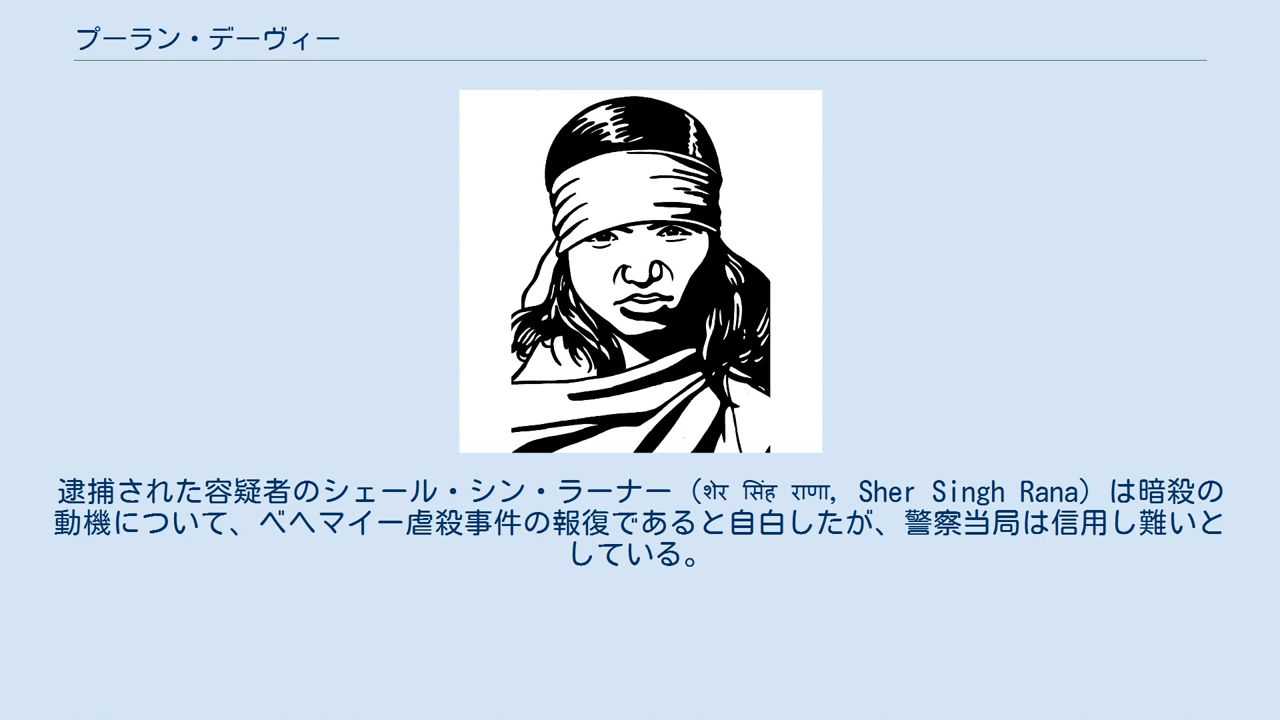 プーラン・デーヴィー
逮捕された容疑者のシェール・シン・ラーナー（शेर सिंह राणा, Sher Singh Rana）は暗殺の
動機について、ベヘマイー虐殺事件の報復であると自白したが、警察当局は信用し難いと
している。